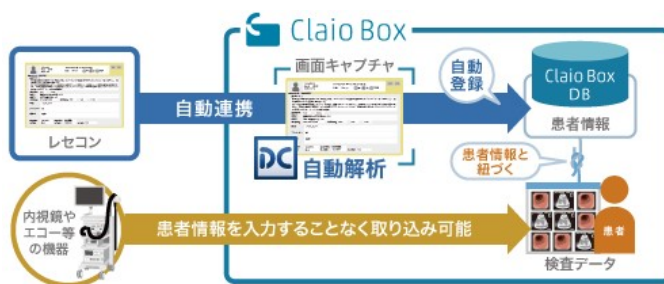 Claio Box
画面キャプチャ
自動
登録
Claio Box
DB
患者情報
自動連携
レセコン
DC
自動解析
患者情報と
紐づく
内視鏡や
エコー等
の機器
患者情報を入力することなく取り込み可能
患者
検査データ